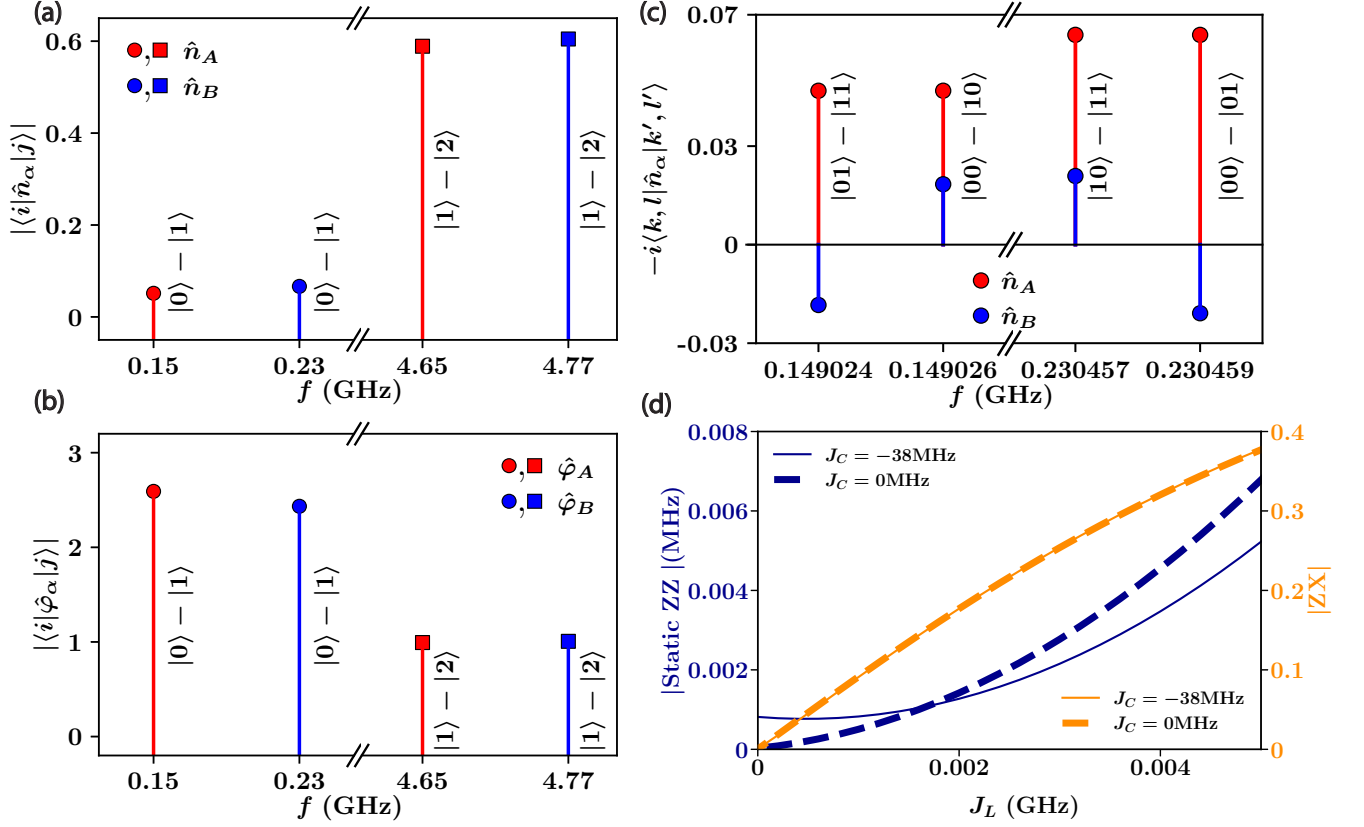 (a)
0.6
0.4
0.2
0
|⟨i|n̂_α|j⟩|
●,■ n̂_A
●,■ n̂_B
|0⟩ − |1⟩
|0⟩ − |1⟩
|1⟩ − |2⟩
|1⟩ − |2⟩
0.15 0.23 4.65 4.77
f (GHz)
(b)
3
2
1
0
|⟨i|φ̂_α|j⟩|
●,■ φ̂_A
●,■ φ̂_B
|0⟩ − |1⟩
|0⟩ − |1⟩
|1⟩ − |2⟩
|1⟩ − |2⟩
0.15 0.23 4.65 4.77
f (GHz)
(c)
0.07
0.03
0
-0.03
−i⟨k, l|n̂_α|k′, l′⟩
|01⟩ − |11⟩
|00⟩ − |10⟩
|10⟩ − |11⟩
|00⟩ − |01⟩
n̂_A
n̂_B
0.149024 0.149026 0.230457 0.230459
f (GHz)
(d)
0.008
0.006
0.004
0.002
0
|Static ZZ |(MHz)
J_C = −38MHz
J_C = 0MHz
J_C = −38MHz
J_C = 0MHz
0.4
0.3
0.2
0.1
0
|ZX|
0 0.002 0.004
J_L (GHz)